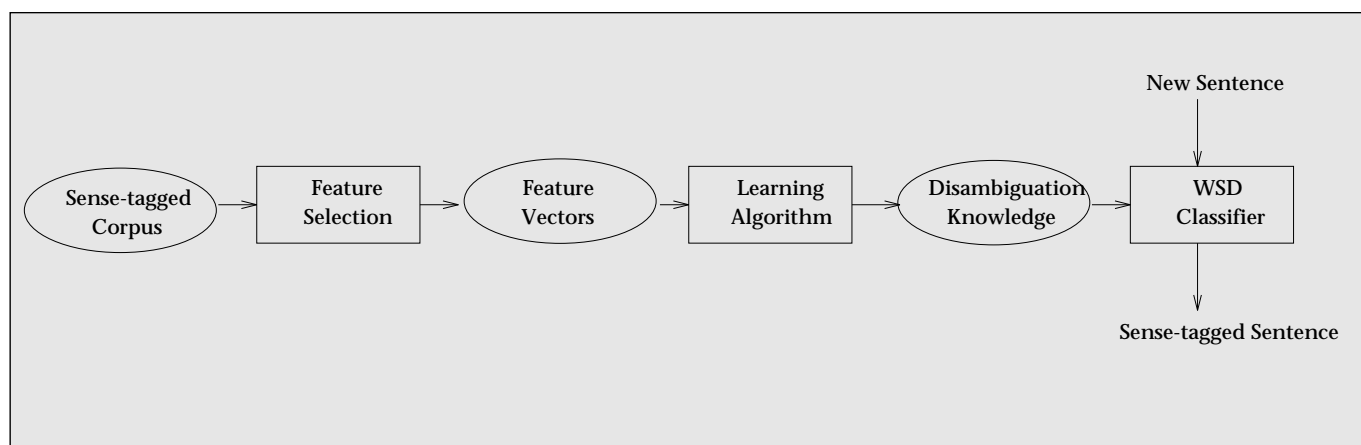 New Sentence
Sense-tagged
Corpus
Feature
Selection
Feature
Vectors
Learning
Algorithm
Disambiguation
Knowledge
WSD
Classifier
Sense-tagged Sentence